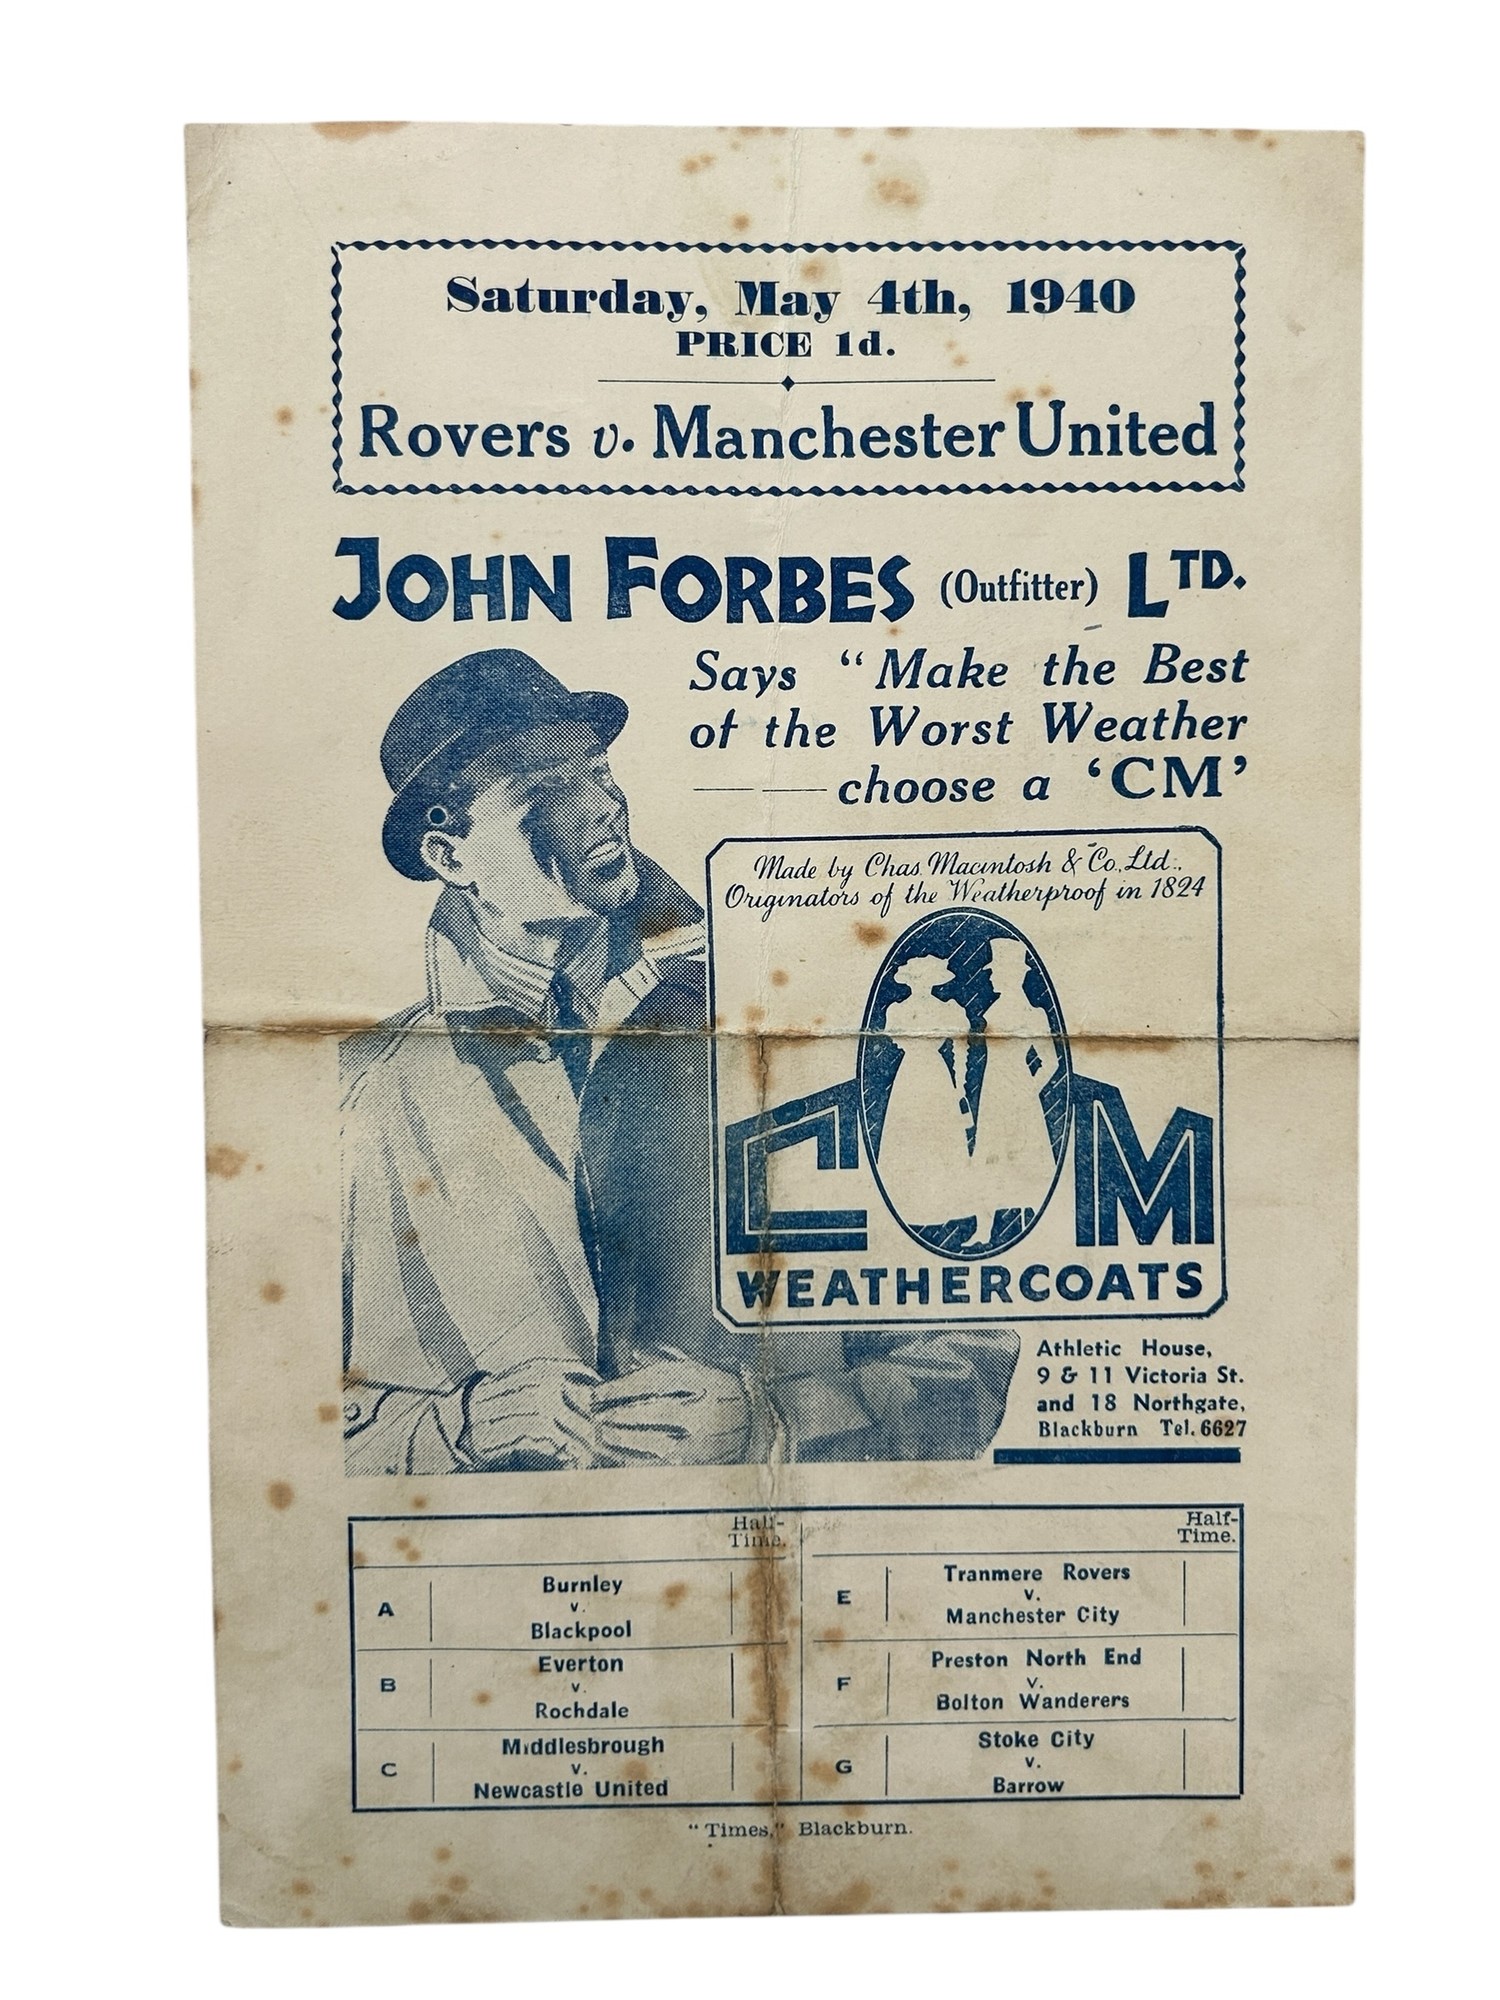 Saturday, May 4th, 1940
PRICE 1d.
Rovers v. Manchester United
JOHN FORBES (Outfitter) LTD.
Says "Make the Best
of the Worst Weather
choose a 'CM'
Made by Chas. Macintosh & Co., Ltd.,
Originators of the Weatherproof in 1824
CM
WEATHERCOATS
Athletic House,
9 & 11 Victoria St.
and 18 Northgate,
Blackburn Tel. 6627
Half-
Time.
A
Burnley
v.
Blackpool
B
Everton
v.
Rochdale
C
Middlesbrough
v.
Newcastle United
Half-
Time.
E
Tranmere Rovers
v.
Manchester City
F
Preston North End
v.
Bolton Wanderers
G
Stoke City
v.
Barrow
"Times," Blackburn.